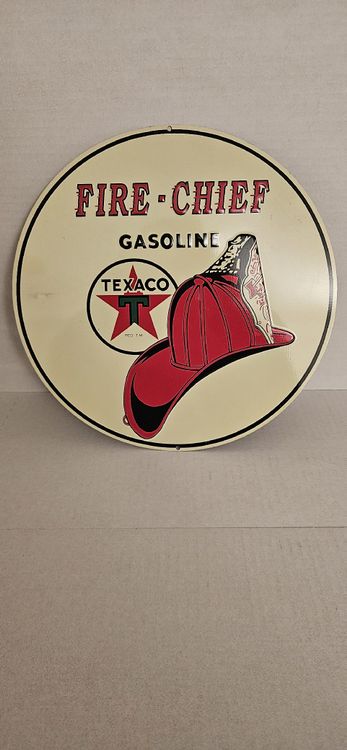 FIRE-CHIEF
GASOLINE
TEXACO
T
REG. T.M.